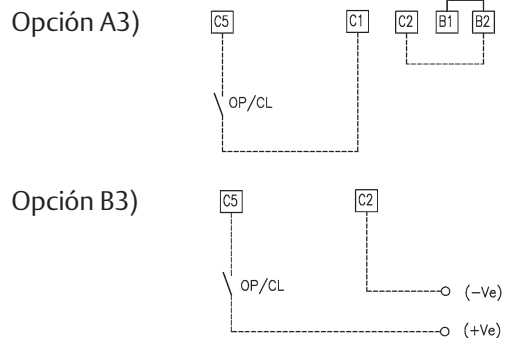 Opción A3) C5 C1 C2 B1 B2
OP/CL
Opción B3) C5 C2
OP/CL (-Ve)
(+Ve)